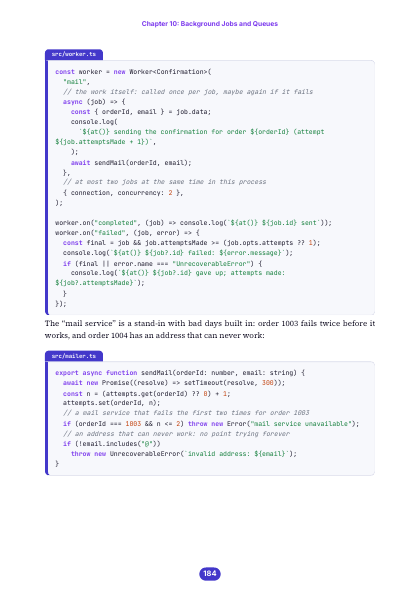 Chapter 10: Background Jobs and Queues
src/worker.ts
const worker = new Worker<Confirmation>(
  "mail",
  // the work itself: called once per job, maybe again if it fails
  async (job) => {
    const { orderId, email } = job.data;
    console.log(
      `${at()} sending the confirmation for order ${orderId} (attempt
${job.attemptsMade + 1})`,
    );
    await sendMail(orderId, email);
  },
  // at most two jobs at the same time in this process
  { connection, concurrency: 2 },
);
worker.on("completed", (job) => console.log(`${at()} ${job.id} sent`));
worker.on("failed", (job, error) => {
  const final = job && job.attemptsMade >= (job.opts.attempts ?? 1);
  console.log(`${at()} ${job?.id} failed: ${error.message}`);
  if (final || error.name === "UnrecoverableError") {
    console.log(`${at()} ${job?.id} gave up; attempts made:
${job?.attemptsMade}`);
  }
});
The “mail service” is a stand-in with bad days built in: order 1003 fails twice before it
works, and order 1004 has an address that can never work:
src/mailer.ts
export async function sendMail(orderId: number, email: string) {
  await new Promise((resolve) => setTimeout(resolve, 300));
  const n = (attempts.get(orderId) ?? 0) + 1;
  attempts.set(orderId, n);
  // a mail service that fails the first two times for order 1003
  if (orderId === 1003 && n <= 2) throw new Error("mail service unavailable");
  // an address that can never work: no point trying forever
  if (!email.includes("@"))
    throw new UnrecoverableError(`invalid address: ${email}`);
}
184